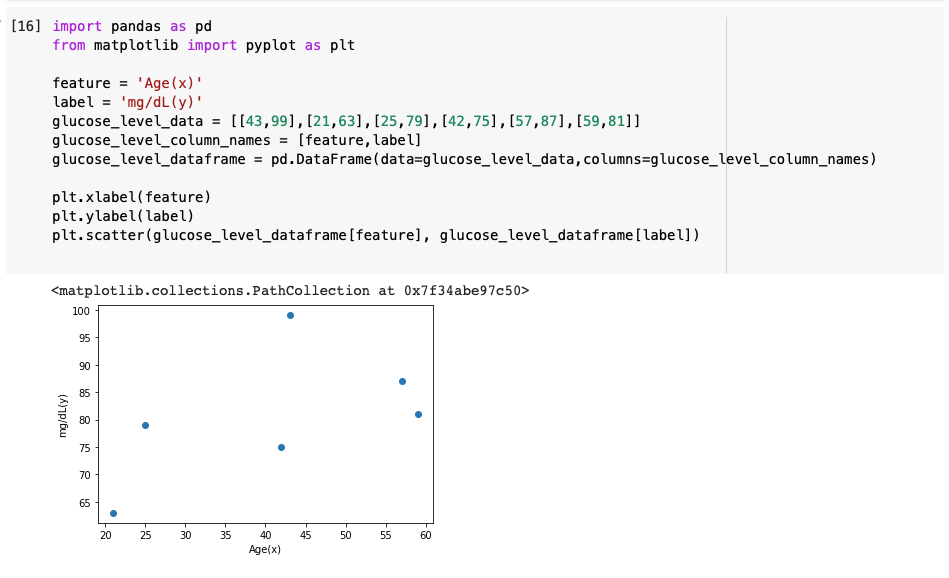 [16] import pandas as pd
from matplotlib import pyplot as plt
feature = 'Age(x)'
label = 'mg/dL(y)'
glucose_level_data = [[43,99],[21,63],[25,79],[42,75],[57,87],[59,81]]
glucose_level_column_names = [feature,label]
glucose_level_dataframe = pd.DataFrame(data=glucose_level_data,columns=glucose_level_column_names)
plt.xlabel(feature)
plt.ylabel(label)
plt.scatter(glucose_level_dataframe[feature], glucose_level_dataframe[label])
<matplotlib.collections.PathCollection at 0x7f34abe97c50>
100
95
90
85
80
75
70
65
mg/dL(y)
20 25 30 35 40 45 50 55 60
Age(x)